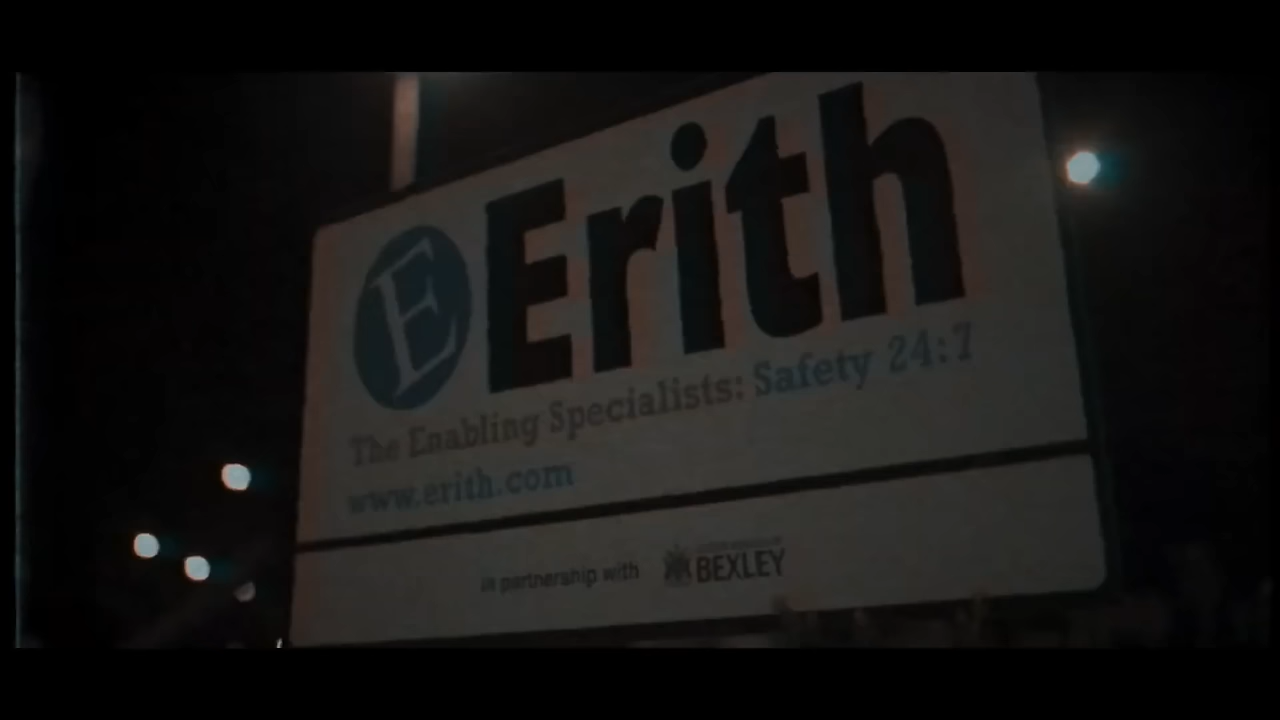 E Erith
The Enabling Specialists: Safety 24:7
www.erith.com
in partnership with
BEXLEY